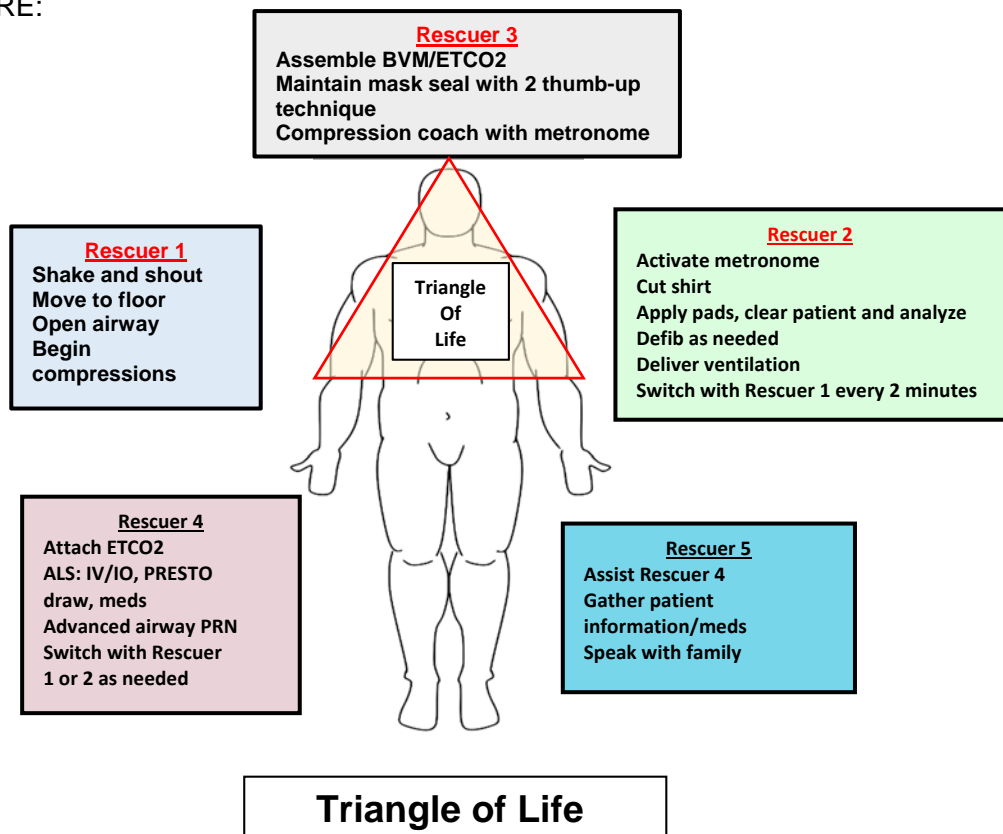 RE:
Rescuer 3
Assemble BVM/ETCO2
Maintain mask seal with 2 thumb-up
technique
Compression coach with metronome
Rescuer 1
Shake and shout
Move to floor
Open airway
Begin
compressions
Triangle
Of
Life
Rescuer 2
Activate metronome
Cut shirt
Apply pads, clear patient and analyze
Defib as needed
Deliver ventilation
Switch with Rescuer 1 every 2 minutes
Rescuer 4
Attach ETCO2
ALS: IV/IO, PRESTO
draw, meds
Advanced airway PRN
Switch with Rescuer
1 or 2 as needed
Rescuer 5
Assist Rescuer 4
Gather patient
information/meds
Speak with family
Triangle of Life